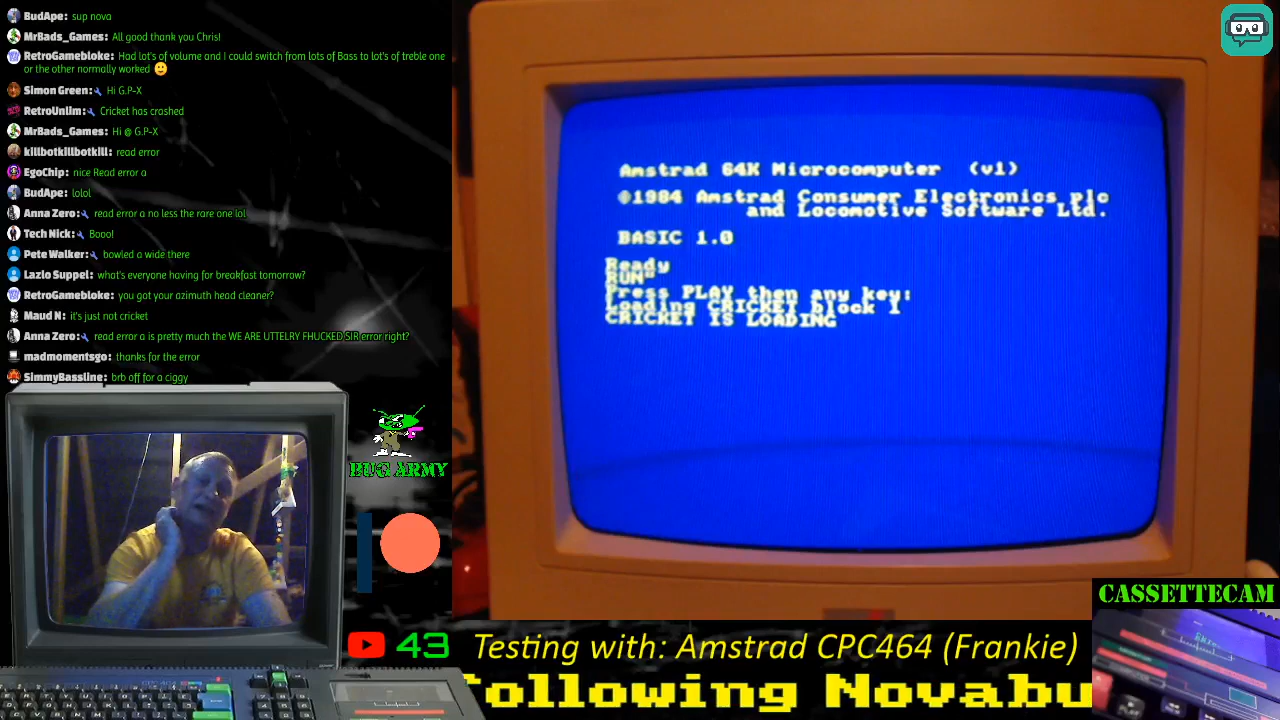 BudApe: sup nova
MrBads_Games: All good thank you Chris!
RetroGamebloke: Had lot's of volume and I could switch from lots of Bass to lot's of treble one
or the other normally worked
Simon Green: Hi G.P-X
RetroUnlim: Cricket has crashed
MrBads_Games: Hi @ G.P-X
killbotkillbotkill: read error
EgoChip: nice Read error a
BudApe: lolol
Anna Zero: read error a no less the rare one lol
Tech Nick: Booo!
Pete Walker: bowled a wide there
Lazlo Suppel: what's everyone having for breakfast tomorrow?
RetroGamebloke: you got your azimuth head cleaner?
Maud N: it's just not cricket
Anna Zero: read error a is pretty much the WE ARE UTTELRY FHUCKED SIR error right?
madmomentsgo: thanks for the error
SimmyBassline: brb off for a ciggy
Amstrad 64K Microcomputer (v1)
©1984 Amstrad Consumer Electronics plc
and Locomotive Software Ltd.
BASIC 1.0
Ready
RUN"
Press PLAY then any key:
Loading CRICKET block 1
CRICKET IS LOADING
BUG ARMY
CASSETTECAM
43
Testing with: Amstrad CPC464 (Frankie)
Following Novabu